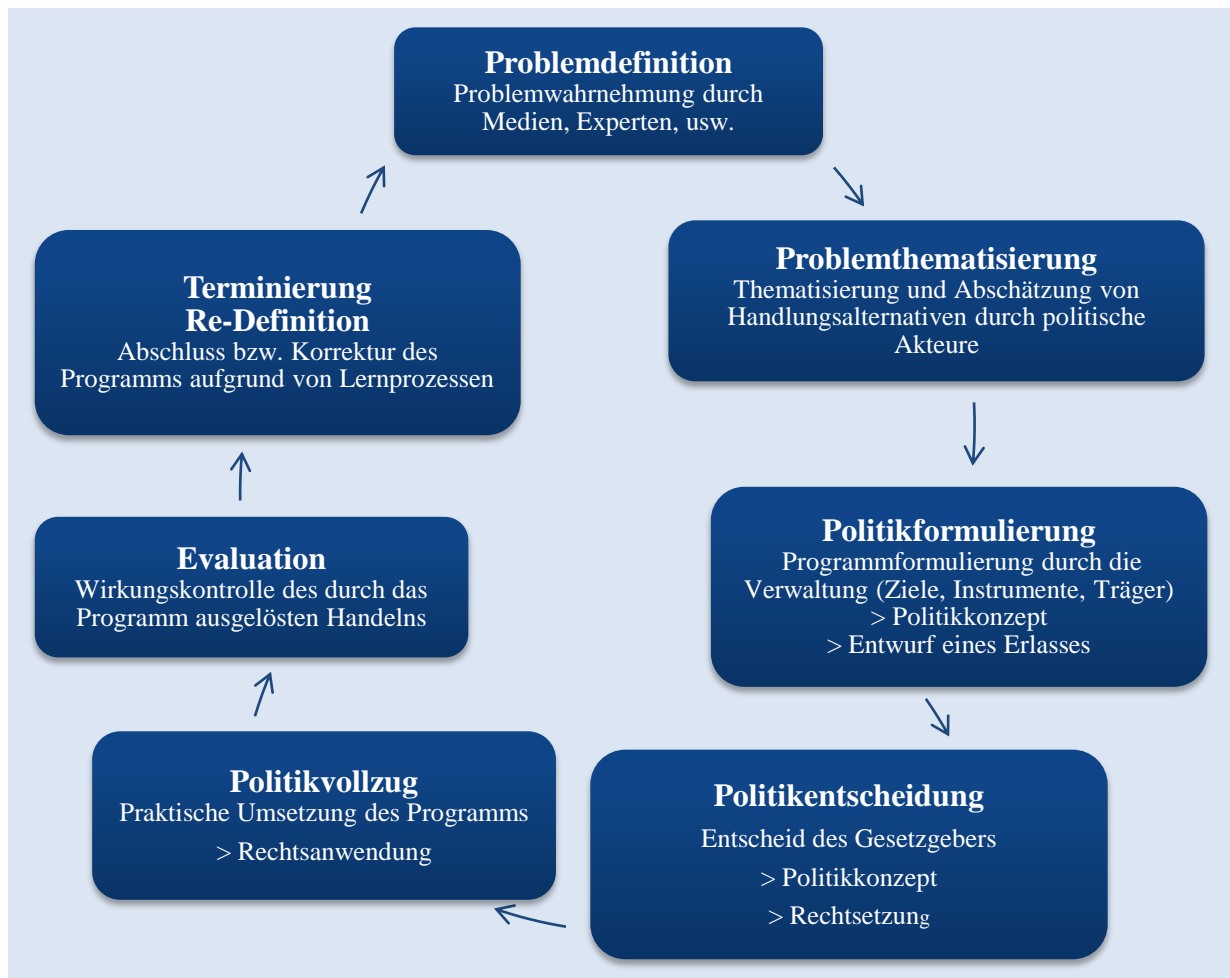 Problemdefinition
Problemwahrnehmung durch
Medien, Experten, usw.
Problemthematisierung
Thematisierung und Abschätzung von
Handlungsalternativen durch politische
Akteure
Politikformulierung
Programmformulierung durch die
Verwaltung (Ziele, Instrumente, Träger)
> Politikkonzept
> Entwurf eines Erlasses
Politikentscheidung
Entscheid des Gesetzgebers
> Politikkonzept
> Rechtsetzung
Politikvollzug
Praktische Umsetzung des Programms
> Rechtsanwendung
Evaluation
Wirkungskontrolle des durch das
Programm ausgelösten Handelns
Terminierung
Re-Definition
Abschluss bzw. Korrektur des
Programms aufgrund von Lernprozessen